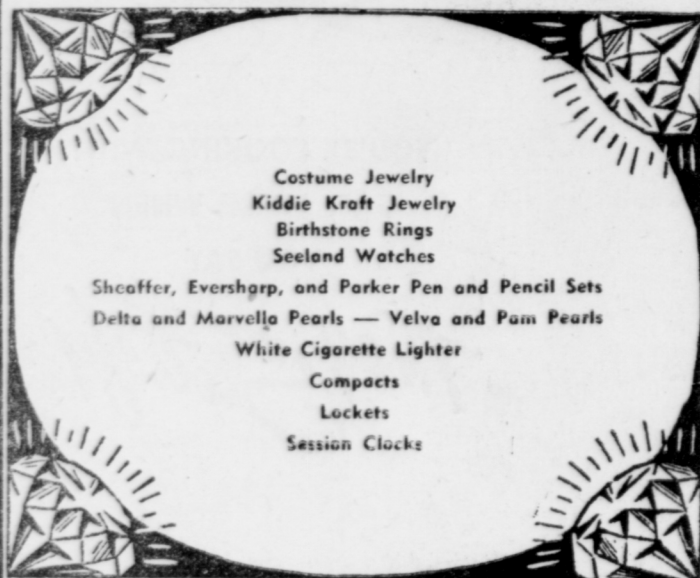 Costume Jewelry
Kiddie Kraft Jewelry
Birthstone Rings
Seeland Watches
Sheaffer, Eversharp, and Parker Pen and Pencil Sets
Delta and Marvella Pearls — Velva and Pam Pearls
White Cigarette Lighter
Compacts
Lockets
Session Clocks